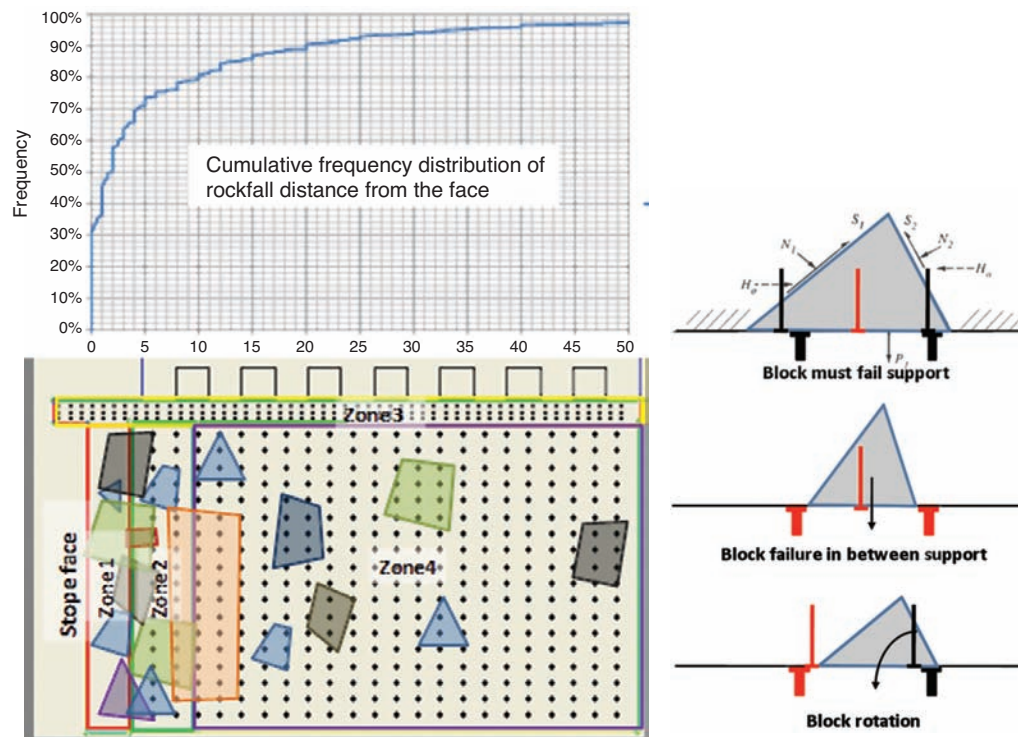 100%
90%
80%
70%
60%
50%
40%
30%
20%
10%
0%
Frequency
Cumulative frequency distribution of
rockfall distance from the face
0 5 10 15 20 25 30 35 40 45 50
Zone3
Stope face
Zone1
Zone2
Zone4
S1 S2
N1 N2
Ho Ha
P1
Block must fail support
Block failure in between support
Block rotation